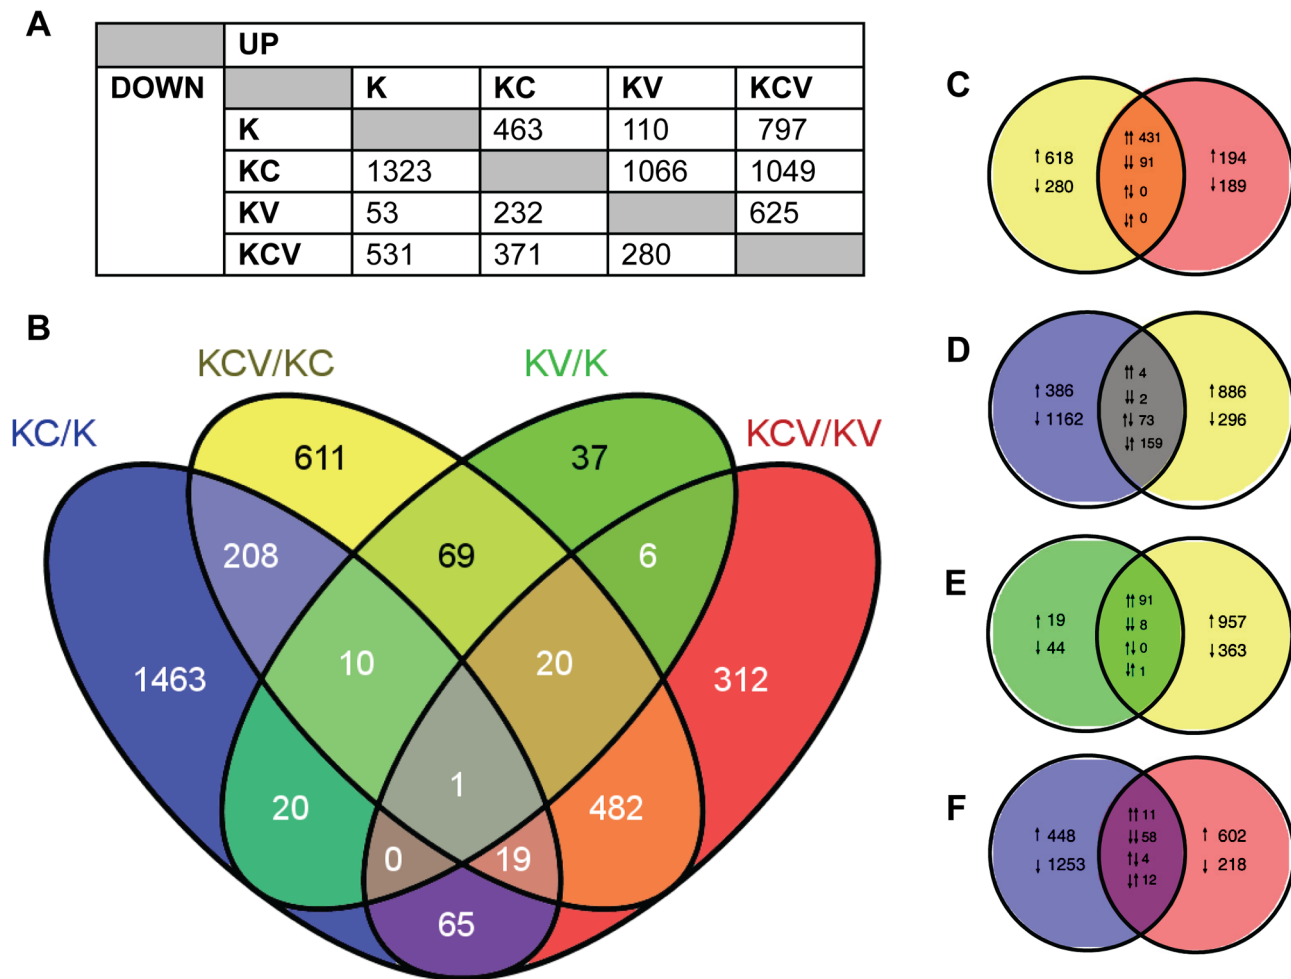 A
UP
DOWN K KC KV KCV
K 463 110 797
KC 1323 1066 1049
KV 53 232 625
KCV 531 371 280
B
KCV/KC KV/K
KC/K KCV/KV
611 37
208 69 6
1463 10 20 312
20 1 482
0 19
65
C
↑ 618 ↑↑ 431 ↑ 194
↓ 280 ↓↓ 91 ↓ 189
↑↓ 0
↓↑ 0
D
↑ 386 ↑↑ 4 ↑ 886
↓ 1162 ↓↓ 2 ↓ 296
↑↓ 73
↓↑ 159
E
↑ 19 ↑↑ 91 ↑ 957
↓ 44 ↓↓ 8 ↓ 363
↑↓ 0
↓↑ 1
F
↑ 448 ↑↑ 11 ↑ 602
↓ 1253 ↓↓ 58 ↓ 218
↑↓ 4
↓↑ 12